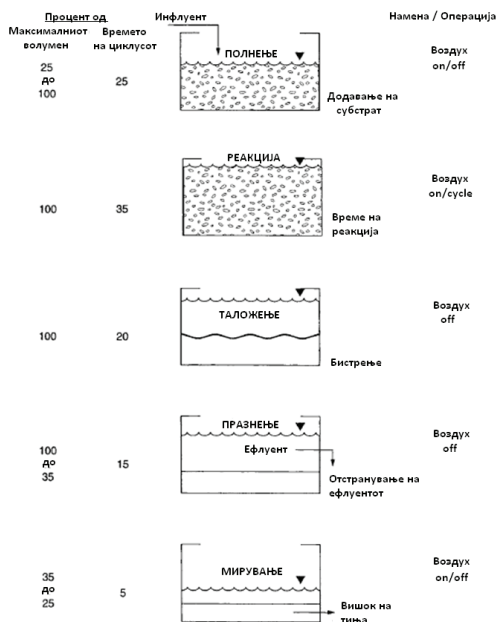 Процент од
Максималниот
волумен
Времето
на циклусот
Инфлуент
Намена / Операција
25
до
100
25
ПОЛНЕЊЕ
Воздух
on/off
Додавање на
субстрат
100
35
РЕАКЦИЈА
Воздух
on/cycle
Време на
реакција
100
20
ТАЛОЖЕЊЕ
Воздух
off
Бистрење
100
до
35
15
ПРАЗНЕЊЕ
Ефлуент
Воздух
off
Отстранување на
ефлуентот
35
до
25
5
МИРУВАЊЕ
Воздух
on/off
Вишок на
тиња